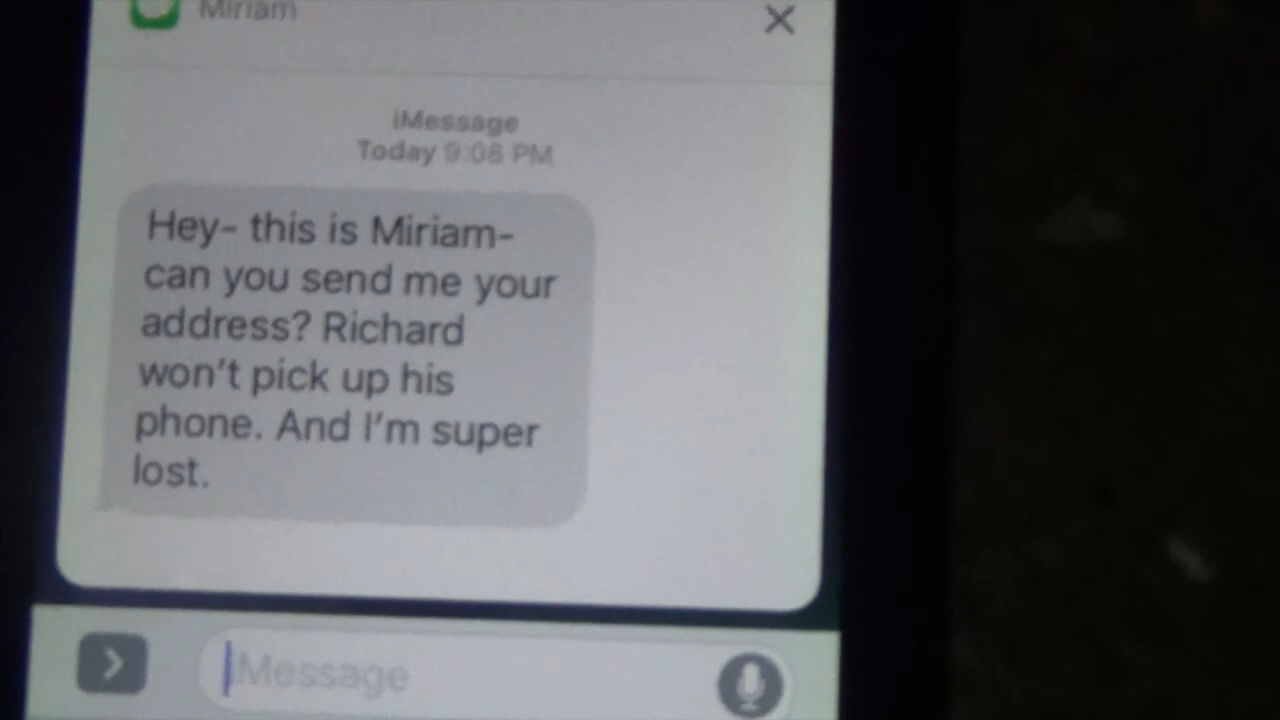 Miriam
iMessage
Today 9:08 PM
Hey- this is Miriam-
can you send me your
address? Richard
won't pick up his
phone. And I'm super
lost.
iMessage